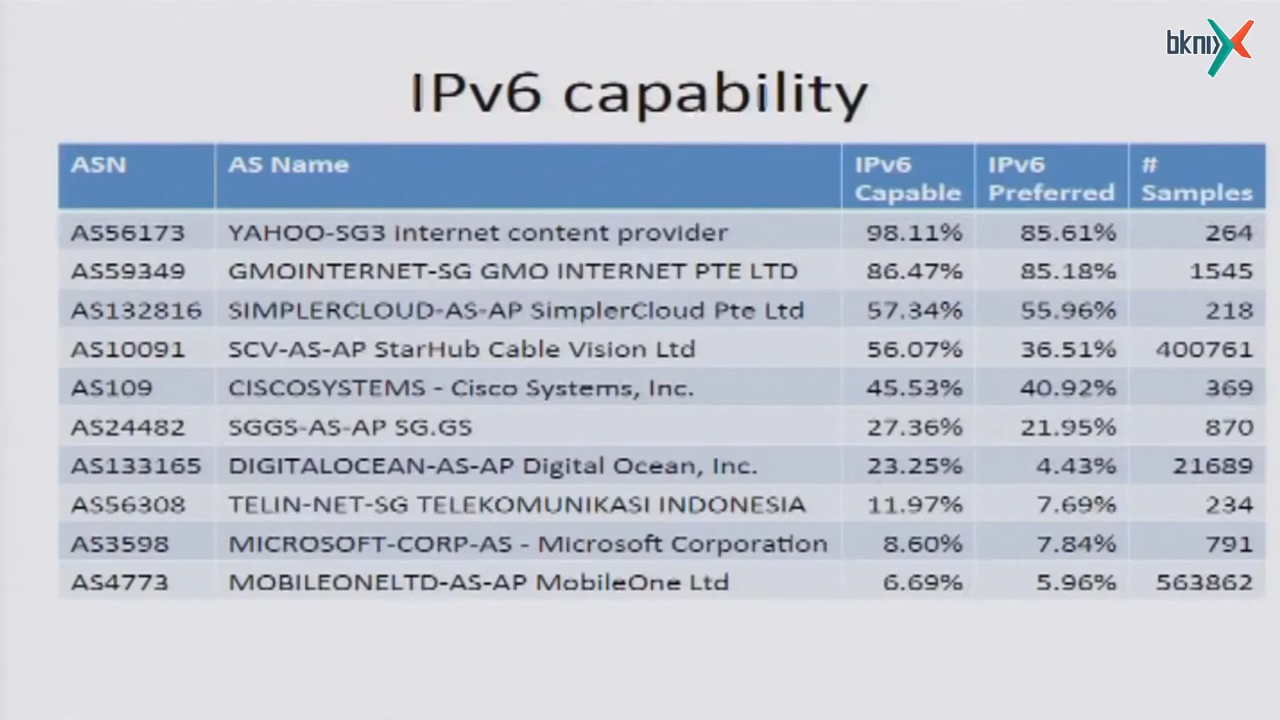 bknix
IPv6 capability
ASN AS Name IPv6 Capable IPv6 Preferred # Samples
AS56173 YAHOO-SG3 internet content provider 98.11% 85.61% 264
AS59349 GMOINTERNET-SG GMO INTERNET PTE LTD 86.47% 85.18% 1545
AS132816 SIMPLERCLOUD-AS-AP SimplerCloud Pte Ltd 57.34% 55.96% 218
AS10091 SCV-AS-AP StarHub Cable Vision Ltd 56.07% 36.51% 400761
AS109 CISCOSYSTEMS - Cisco Systems, Inc. 45.53% 40.92% 369
AS24482 SGGS-AS-AP SG.GS 27.36% 21.95% 870
AS133165 DIGITALOCEAN-AS-AP Digital Ocean, Inc. 23.25% 4.43% 21689
AS56308 TELIN-NET-SG TELEKOMUNIKASI INDONESIA 11.97% 7.69% 234
AS3598 MICROSOFT-CORP-AS - Microsoft Corporation 8.60% 7.84% 791
AS4773 MOBILEONELTD-AS-AP MobileOne Ltd 6.69% 5.96% 563862